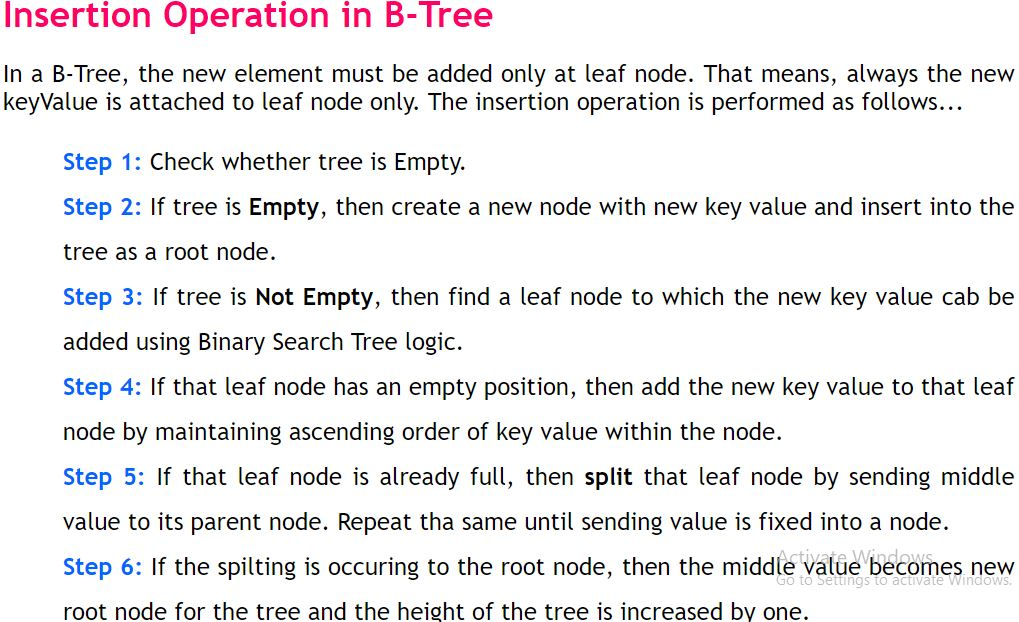 Insertion Operation in B-Tree
In a B-Tree, the new element must be added only at leaf node. That means, always the new
keyValue is attached to leaf node only. The insertion operation is performed as follows...
Step 1: Check whether tree is Empty.
Step 2: If tree is Empty, then create a new node with new key value and insert into the
tree as a root node.
Step 3: If tree is Not Empty, then find a leaf node to which the new key value cab be
added using Binary Search Tree logic.
Step 4: If that leaf node has an empty position, then add the new key value to that leaf
node by maintaining ascending order of key value within the node.
Step 5: If that leaf node is already full, then split that leaf node by sending middle
value to its parent node. Repeat tha same until sending value is fixed into a node.
Activate Windows
Step 6: If the spilting is occuring to the root node, then the middle value becomes new
Go to Settings to activate Windows.
root node for the tree and the height of the tree is increased by one.